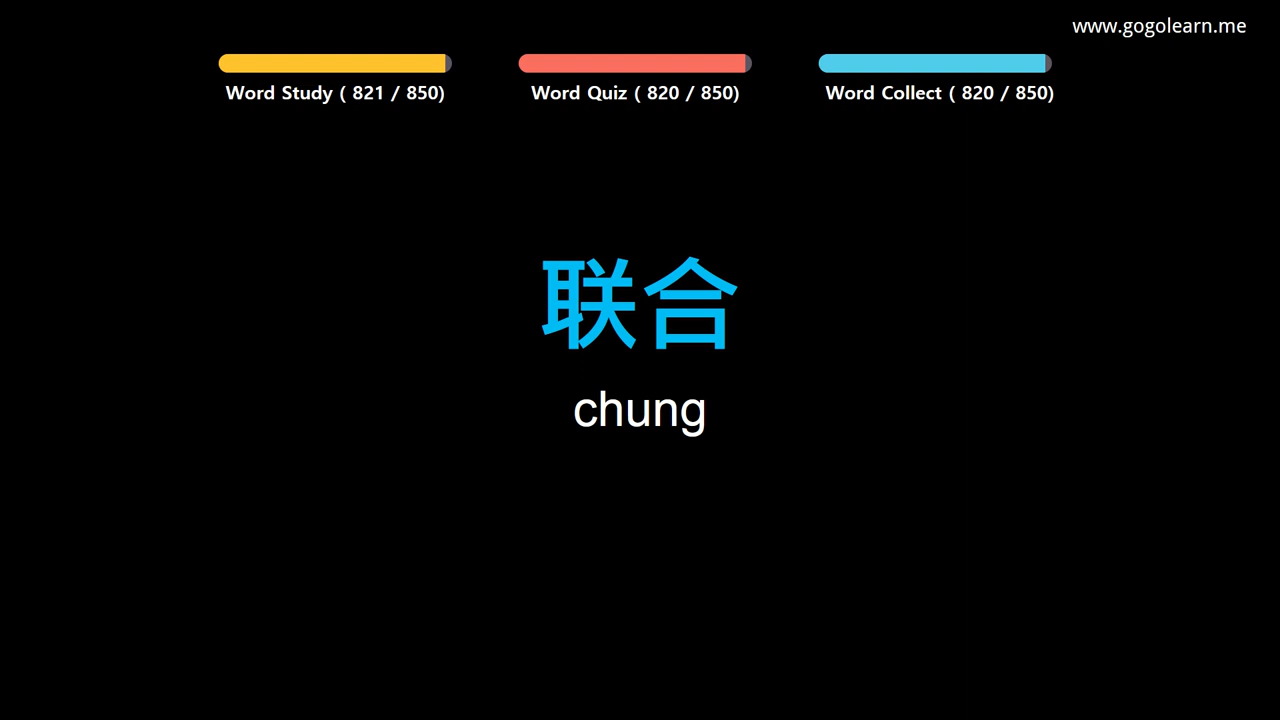 www.gogolearn.me
Word Study ( 821 / 850)
Word Quiz ( 820 / 850)
Word Collect ( 820 / 850)
联合
chung